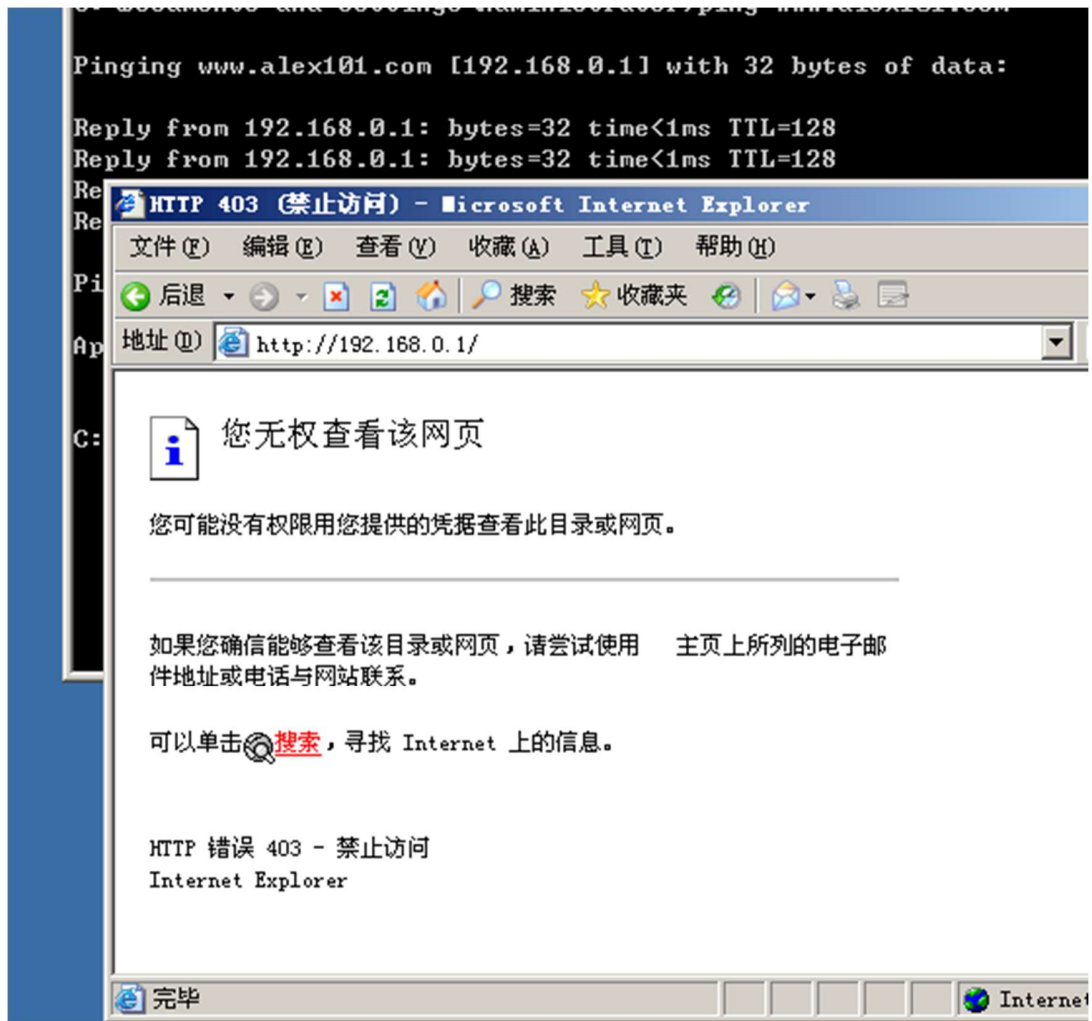 Pinging www.alex101.com [192.168.0.1] with 32 bytes of data:
Reply from 192.168.0.1: bytes=32 time<1ms TTL=128
Reply from 192.168.0.1: bytes=32 time<1ms TTL=128
Re
Re
Pi
Ap
C:
HTTP 403 (禁止访问) - Microsoft Internet Explorer
文件(F) 编辑(E) 查看(V) 收藏(A) 工具(T) 帮助(H)
后退 搜索 收藏夹
地址(D) http://192.168.0.1/
您无权查看该网页
您可能没有权限用您提供的凭据查看此目录或网页。
如果您确信能够查看该目录或网页，请尝试使用 主页上所列的电子邮
件地址或电话与网站联系。
可以单击搜索，寻找 Internet 上的信息。
HTTP 错误 403 - 禁止访问
Internet Explorer
完毕 Internet